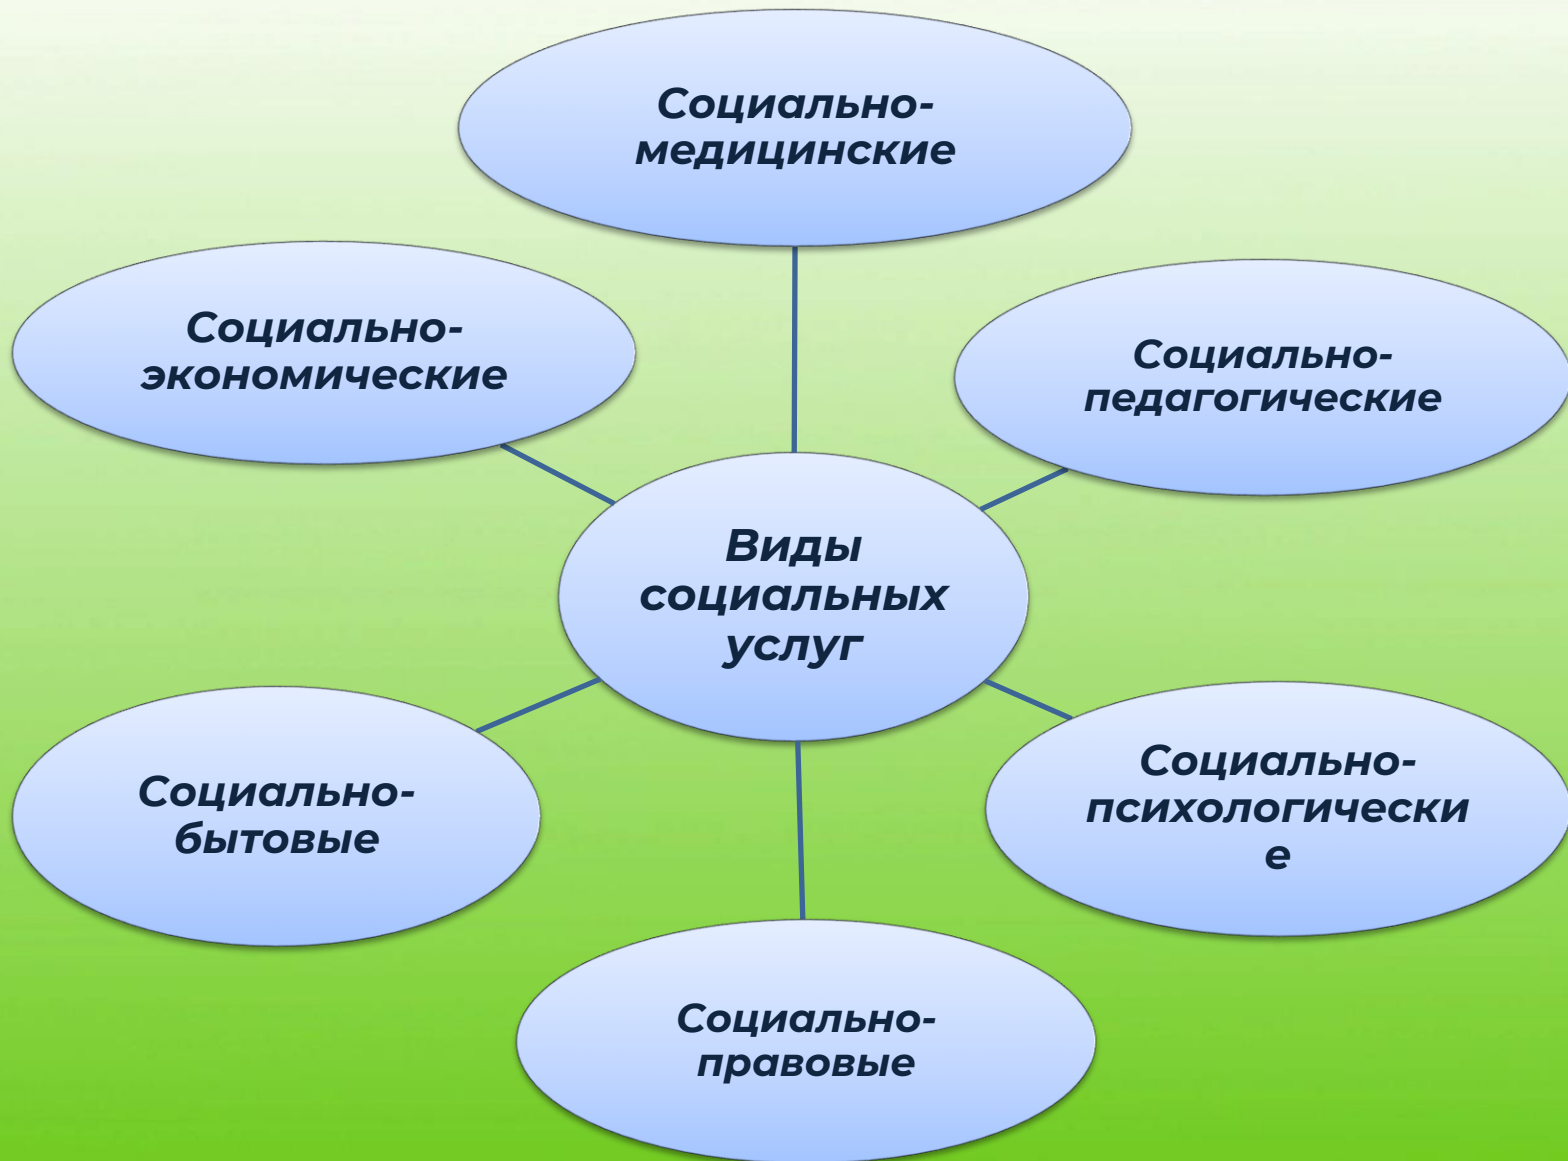 Социально-
медицинские
Социально-
экономические
Социально-
педагогические
Виды
социальных
услуг
Социально-
бытовые
Социально-
психологически
е
Социально-
правовые